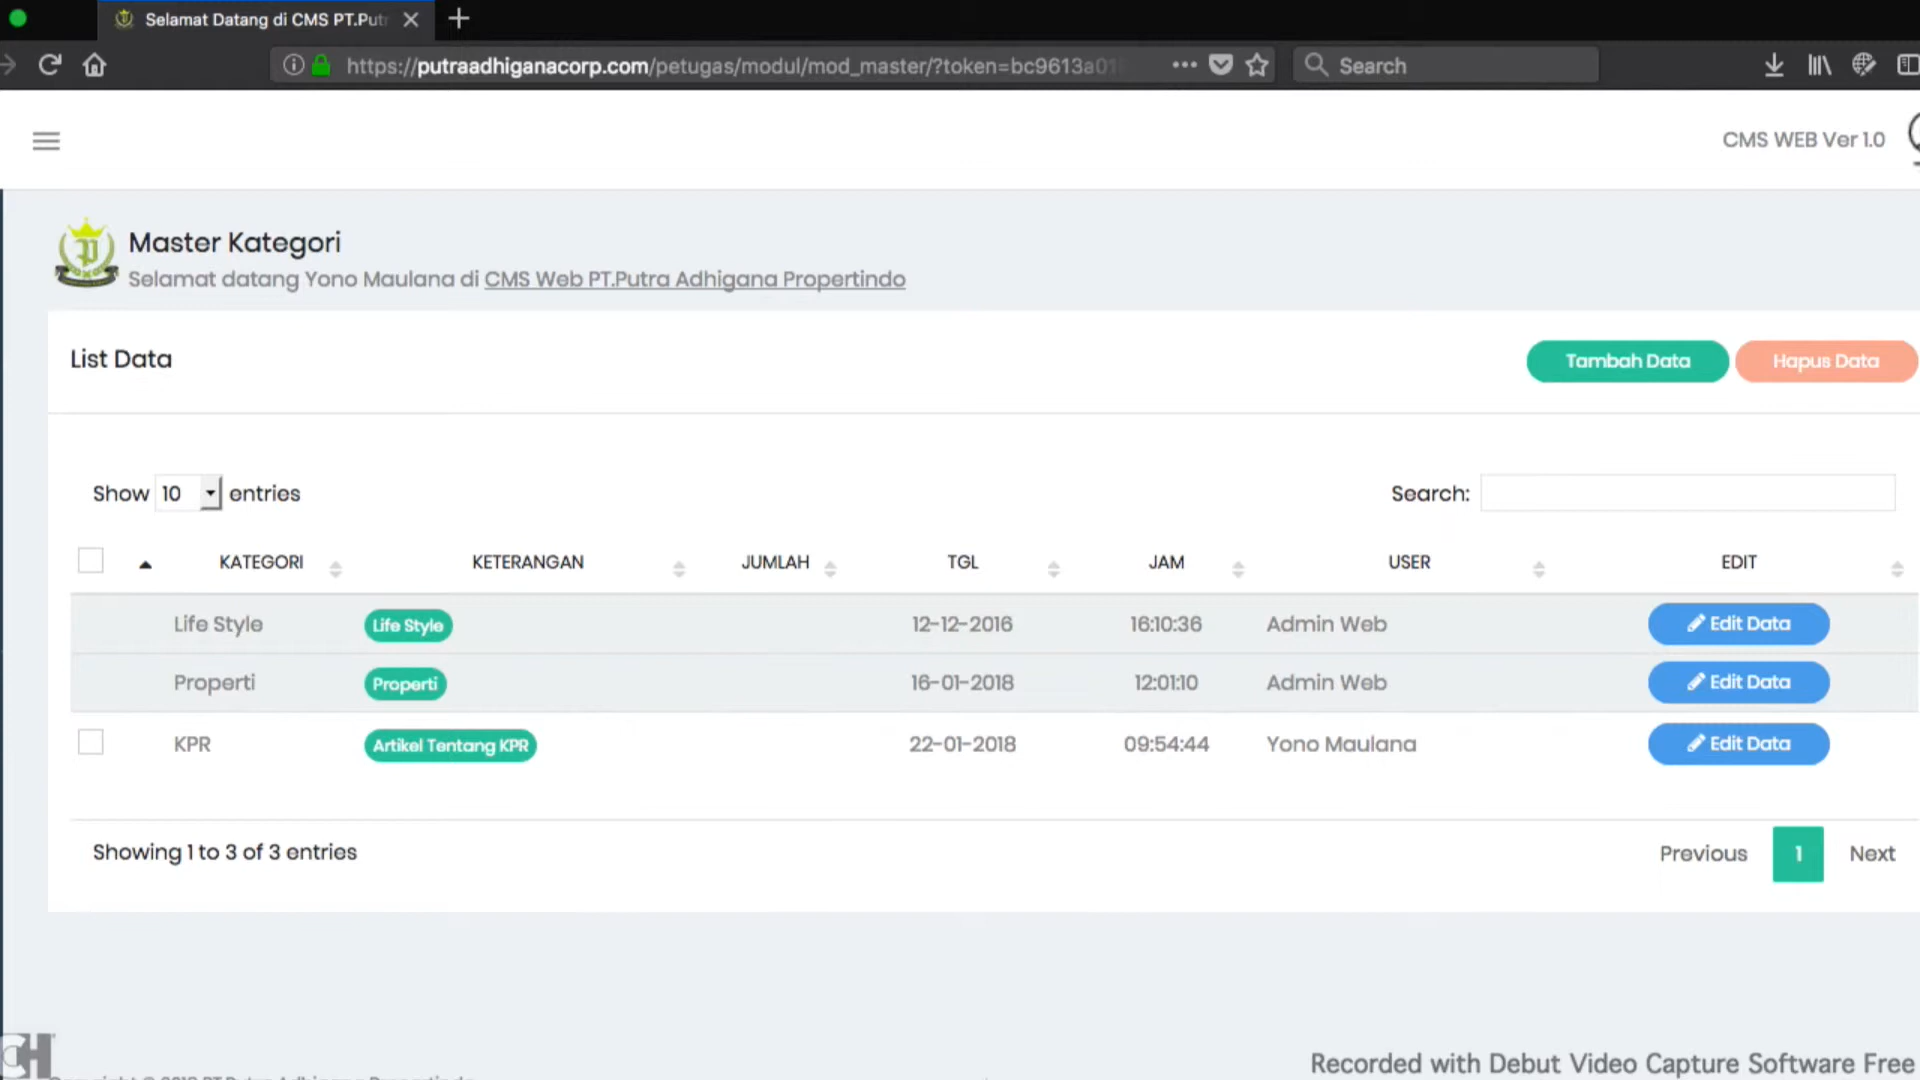 Selamat Datang di CMS PT.Put
https://putraadhiganacorp.com/petugas/modul/mod_master/?token=bc9613a01
Search
CMS WEB Ver 1.0
Master Kategori
Selamat datang Yono Maulana di CMS Web PT.Putra Adhigana Propertindo
List Data
Tambah Data
Hapus Data
Show 10 entries
Search:
KATEGORI KETERANGAN JUMLAH TGL JAM USER EDIT
Life Style Life Style 12-12-2016 16:10:36 Admin Web Edit Data
Properti Properti 16-01-2018 12:01:10 Admin Web Edit Data
KPR Artikel Tentang KPR 22-01-2018 09:54:44 Yono Maulana Edit Data
Showing 1 to 3 of 3 entries
Previous 1 Next
CH
Recorded with Debut Video Capture Software Free